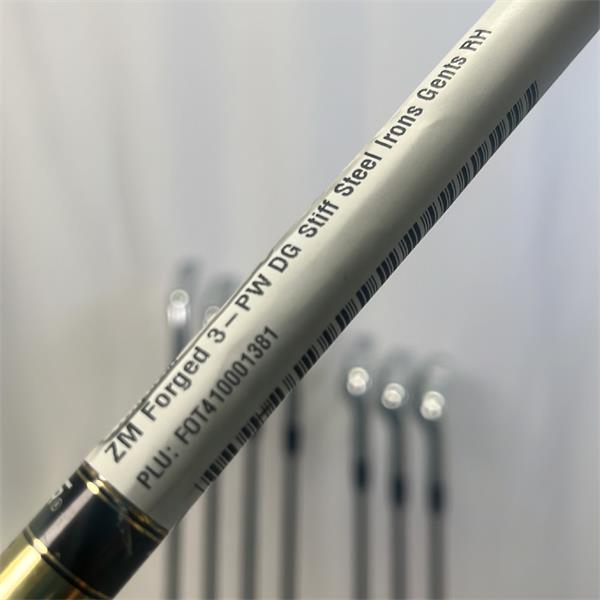 ZM Forged 3-PW DG Stiff Steel Irons Gents RH
PLU: FOT410001381